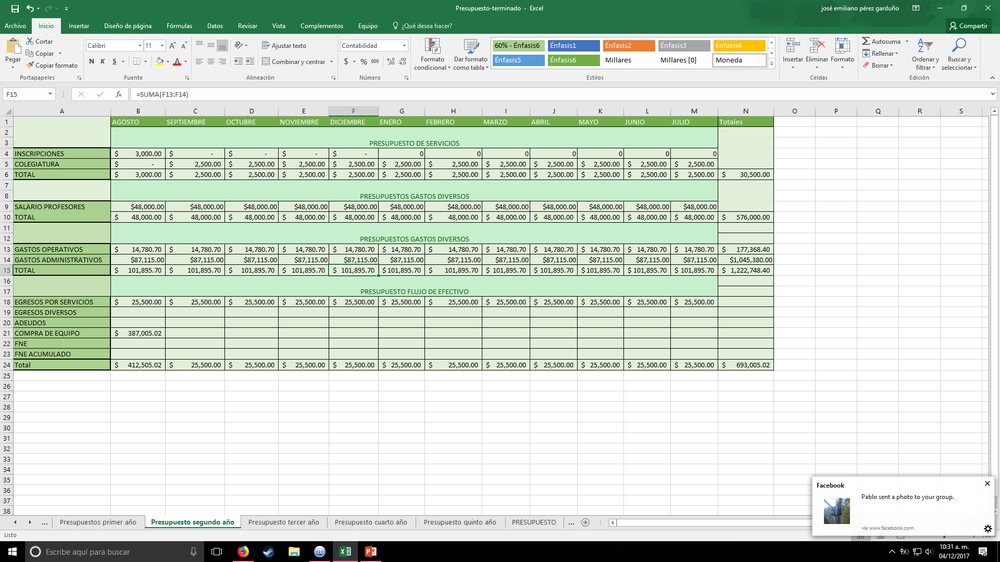 Presupuesto-terminado - Excel
josé emiliano pérez garduño
Archivo Inicio Insertar Diseño de página Fórmulas Datos Revisar Vista Complementos Equipo ¿Qué desea hacer? Compartir
Pegar
Cortar
Copiar
Copiar formato
Portapapeles
Calibri 11
N K S
Fuente
Ajustar texto
Combinar y centrar
Alineación
Contabilidad
$ % 000
Número
Formato condicional
Dar formato como tabla
60% - Énfasis6 Énfasis1 Énfasis2 Énfasis3 Énfasis4
Énfasis5 Énfasis6 Millares Millares [0] Moneda
Estilos
Insertar Eliminar Formato
Celdas
Autosuma
Rellenar
Borrar
Ordenar y filtrar
Buscar y seleccionar
Edición
F15 fx =SUMA(F13:F14)
A B C D E F G H I J K L M N O P Q R S
1 AGOSTO SEPTIEMBRE OCTUBRE NOVIEMBRE DICIEMBRE ENERO FEBRERO MARZO ABRIL MAYO JUNIO JULIO Totales
2
3 PRESUPUESTO DE SERVICIOS
4 INSCRIPCIONES $ 3,000.00 $ - $ - $ - $ - 0 0 0 0 0 0 0
5 COLEGIATURA $ - $ 2,500.00 $ 2,500.00 $ 2,500.00 $ 2,500.00 $ 2,500.00 $ 2,500.00 $ 2,500.00 $ 2,500.00 $ 2,500.00 $ 2,500.00 $ 2,500.00
6 TOTAL $ 3,000.00 $ 2,500.00 $ 2,500.00 $ 2,500.00 $ 2,500.00 $ 2,500.00 $ 2,500.00 $ 2,500.00 $ 2,500.00 $ 2,500.00 $ 2,500.00 $ 2,500.00 $ 30,500.00
7
8 PRESUPUESTOS GASTOS DIVERSOS
9 SALARIO PROFESORES $48,000.00 $48,000.00 $48,000.00 $48,000.00 $48,000.00 $48,000.00 $48,000.00 $48,000.00 $48,000.00 $48,000.00 $48,000.00 $48,000.00
10 TOTAL $ 48,000.00 $ 48,000.00 $ 48,000.00 $ 48,000.00 $ 48,000.00 $ 48,000.00 $ 48,000.00 $ 48,000.00 $ 48,000.00 $ 48,000.00 $ 48,000.00 $ 48,000.00 $ 576,000.00
11
12 PRESUPUESTOS GASTOS DIVERSOS
13 GASTOS OPERATIVOS $ 14,780.70 $ 14,780.70 $ 14,780.70 $ 14,780.70 $ 14,780.70 $ 14,780.70 $ 14,780.70 $ 14,780.70 $ 14,780.70 $ 14,780.70 $ 14,780.70 $ 14,780.70 $ 177,368.40
14 GASTOS ADMINISTRATIVOS $87,115.00 $87,115.00 $87,115.00 $87,115.00 $87,115.00 $87,115.00 $87,115.00 $87,115.00 $87,115.00 $87,115.00 $87,115.00 $87,115.00 $1,045,380.00
15 TOTAL $ 101,895.70 $ 101,895.70 $ 101,895.70 $ 101,895.70 $ 101,895.70 $ 101,895.70 $ 101,895.70 $ 101,895.70 $ 101,895.70 $ 101,895.70 $ 101,895.70 $ 101,895.70 $ 1,222,748.40
16
17 PRESUPUESTO FLUJO DE EFECTIVO
18 EGRESOS POR SERVICIOS $ 25,500.00 $ 25,500.00 $ 25,500.00 $ 25,500.00 $ 25,500.00 $ 25,500.00 $ 25,500.00 $ 25,500.00 $ 25,500.00 $ 25,500.00 $ 25,500.00 $ 25,500.00
19 EGRESOS DIVERSOS
20 ADEUDOS
21 COMPRA DE EQUIPO $ 387,005.02
22 FNE
23 FNE ACUMULADO
24 Total $ 412,505.02 $ 25,500.00 $ 25,500.00 $ 25,500.00 $ 25,500.00 $ 25,500.00 $ 25,500.00 $ 25,500.00 $ 25,500.00 $ 25,500.00 $ 25,500.00 $ 25,500.00 $ 693,005.02
25
26
27
28
29
30
31
32
33
34
35
36
37
38
Facebook
Pablo sent a photo to your group.
via www.facebook.com
... Presupuestos primer año Presupuesto segundo año Presupuesto tercer año Presupuesto cuarto año Presupuesto quinto año PRESUPUESTO ...
Listo
Escribe aquí para buscar
10:31 a. m.
04/12/2017